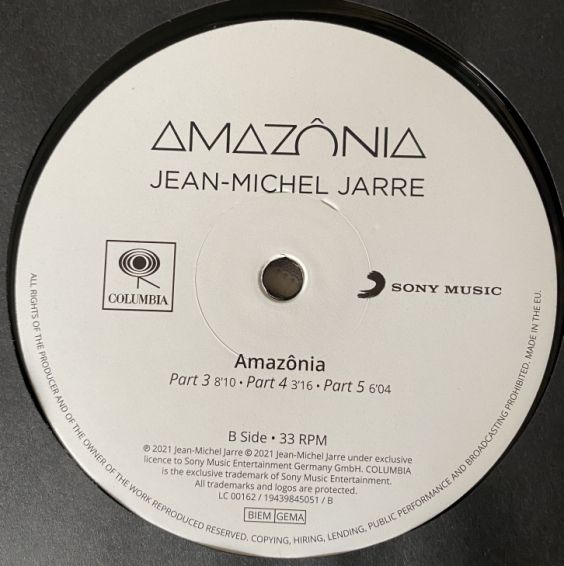 AMAZÔNIA
JEAN-MICHEL JARRE
COLUMBIA
SONY MUSIC
Amazônia
Part 3 8'10 • Part 4 3'16 • Part 5 6'04
B Side • 33 RPM
℗ 2021 Jean-Michel Jarre © 2021 Jean-Michel Jarre under exclusive
licence to Sony Music Entertainment Germany GmbH. COLUMBIA
is the exclusive trademark of Sony Music Entertainment.
All trademarks and logos are protected.
LC 00162 / 19439845051 / B
BIEM GEMA
ALL RIGHTS OF THE PRODUCER AND OF THE OWNER OF THE WORK REPRODUCED RESERVED. COPYING, HIRING, LENDING, PUBLIC PERFORMANCE AND BROADCASTING PROHIBITED. MADE IN THE EU.